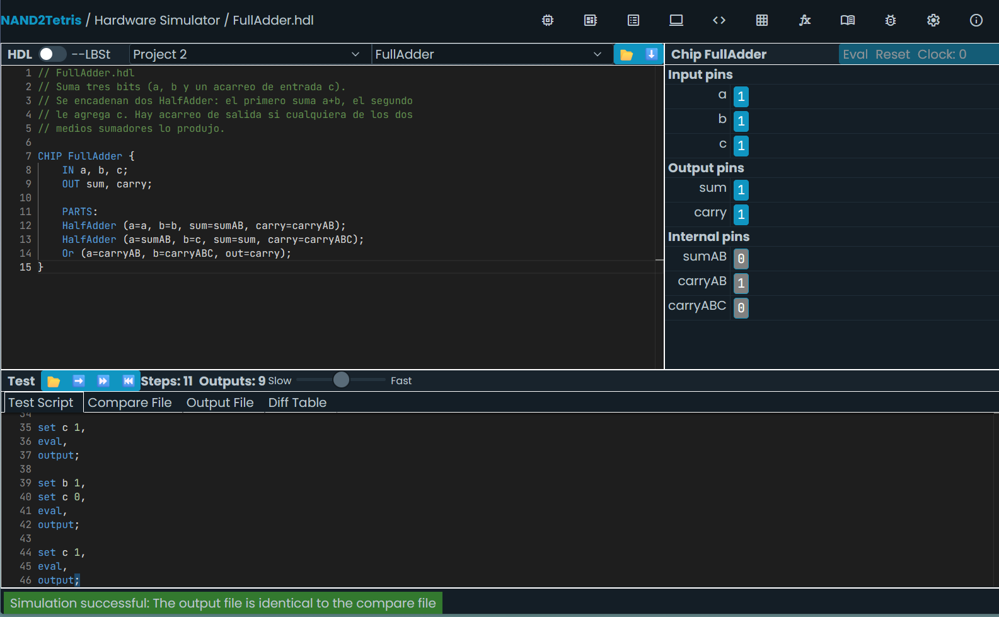 NAND2Tetris / Hardware Simulator / FullAdder.hdl
HDL --LBSt Project 2 FullAdder
1 // FullAdder.hdl
2 // Suma tres bits (a, b y un acarreo de entrada c).
3 // Se encadenan dos HalfAdder: el primero suma a+b, el segundo
4 // le agrega c. Hay acarreo de salida si cualquiera de los dos
5 // medios sumadores lo produjo.
6
7 CHIP FullAdder {
8 IN a, b, c;
9 OUT sum, carry;
10
11 PARTS:
12 HalfAdder (a=a, b=b, sum=sumAB, carry=carryAB);
13 HalfAdder (a=sumAB, b=c, sum=sum, carry=carryABC);
14 Or (a=carryAB, b=carryABC, out=carry);
15 }
Chip FullAdder Eval Reset Clock: 0
Input pins
a 1
b 1
c 1
Output pins
sum 1
carry 1
Internal pins
sumAB 0
carryAB 1
carryABC 0
Test Steps: 11 Outputs: 9 Slow Fast
Test Script Compare File Output File Diff Table
34
35 set c 1,
36 eval,
37 output;
38
39 set b 1,
40 set c 0,
41 eval,
42 output;
43
44 set c 1,
45 eval,
46 output;
Simulation successful: The output file is identical to the compare file